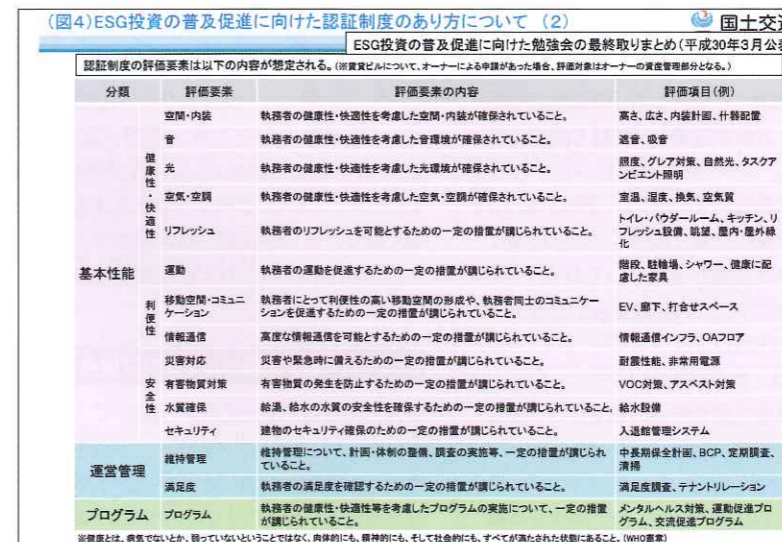 (図4)ESG投資の普及促進に向けた認証制度のあり方について (2)
国土交
ESG投資の普及促進に向けた勉強会の最終取りまとめ(平成30年3月公
認証制度の評価要素は以下の内容が想定される。(※賃貸ビルについて、オーナーによる申請があった場合、評価対象はオーナーの資産管理部分となる。)
分類 評価要素 評価要素の内容 評価項目(例)
基本性能
健康性・快適性
空間・内装 執務者の健康性・快適性を考慮した空間・内装が確保されていること。 高さ、広さ、内装計画、什器配置
音 執務者の健康性・快適性を考慮した音環境が確保されていること。 遮音、吸音
光 執務者の健康性・快適性を考慮した光環境が確保されていること。 照度、グレア対策、自然光、タスクア
ンビエント照明
空気・空調 執務者の健康性・快適性を考慮した空気・空調が確保されていること。 室温、湿度、換気、空気質
リフレッシュ 執務者のリフレッシュを可能とするための一定の措置が講じられていること。 トイレ・パウダールーム、キッチン、リ
フレッシュ設備、眺望、屋内・屋外緑
化
運動 執務者の運動を促進するための一定の措置が講じられていること。 階段、駐輪場、シャワー、健康に配
慮した家具
利便性
移動空間・コミュニ
ケーション 執務者にとって利便性の高い移動空間の形成や、執務者同士のコミュニケー
ションを促進するための一定の措置が講じられていること。 EV、廊下、打合せスペース
情報通信 高度な情報通信を可能とするための一定の措置が講じられていること。 情報通信インフラ、OAフロア
安全性
災害対応 災害や緊急時に備えるための一定の措置が講じられていること。 耐震性能、非常用電源
有害物質対策 有害物質の発生を防止するための一定の措置が講じられていること。 VOC対策、アスベスト対策
水質確保 給湯、給水の水質の安全性を確保するための一定の措置が講じられていること。 給水設備
セキュリティ 建物のセキュリティ確保のための一定の措置が講じられていること。 入退館管理システム
運営管理
維持管理 維持管理について、計画・体制の整備、調査の実施等、一定の措置が講じられ
ていること。 中長期保全計画、BCP、定期調査、
清掃
満足度 執務者の満足度を確認するための一定の措置が講じられていること。 満足度調査、テナントリレーション
プログラム
プログラム 執務者の健康性・快適性等を考慮したプログラムの実施について、一定の措置
が講じられていること。 メンタルヘルス対策、運動促進プロ
グラム、交流促進プログラム
※健康とは、病気でないとか、弱っていないということではなく、肉体的にも、精神的にも、そして社会的にも、すべてが満たされた状態にあること。(WHO憲章)